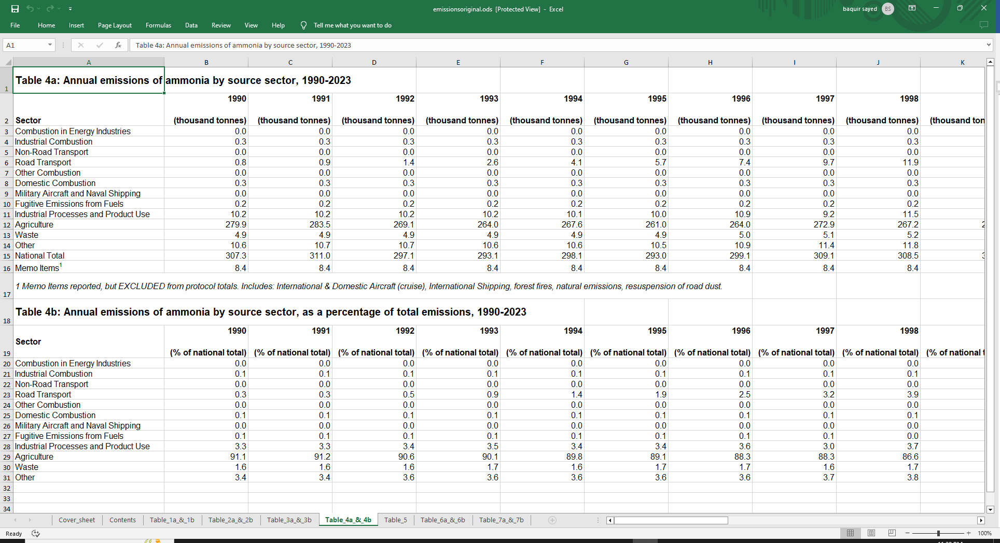 emissionsoriginal.ods [Protected View] - Excel
baquir sayed BS
File Home Insert Page Layout Formulas Data Review View Help Tell me what you want to do
A1 fx Table 4a: Annual emissions of ammonia by source sector, 1990-2023
A B C D E F G H I J K
1 Table 4a: Annual emissions of ammonia by source sector, 1990-2023
1990 1991 1992 1993 1994 1995 1996 1997 1998
2 Sector (thousand tonnes) (thousand tonnes) (thousand tonnes) (thousand tonnes) (thousand tonnes) (thousand tonnes) (thousand tonnes) (thousand tonnes) (thousand tonnes) (thousand ton
3 Combustion in Energy Industries 0.0 0.0 0.0 0.0 0.0 0.0 0.0 0.0 0.0
4 Industrial Combustion 0.3 0.3 0.3 0.3 0.3 0.3 0.3 0.3 0.3
5 Non-Road Transport 0.0 0.0 0.0 0.0 0.0 0.0 0.0 0.0 0.0
6 Road Transport 0.8 0.9 1.4 2.6 4.1 5.7 7.4 9.7 11.9
7 Other Combustion 0.0 0.0 0.0 0.0 0.0 0.0 0.0 0.0 0.0
8 Domestic Combustion 0.3 0.3 0.3 0.3 0.3 0.3 0.3 0.3 0.3
9 Military Aircraft and Naval Shipping 0.0 0.0 0.0 0.0 0.0 0.0 0.0 0.0 0.0
10 Fugitive Emissions from Fuels 0.2 0.2 0.2 0.2 0.2 0.2 0.2 0.2 0.2
11 Industrial Processes and Product Use 10.2 10.2 10.2 10.2 10.1 10.0 10.9 9.2 11.5
12 Agriculture 279.9 283.5 269.1 264.0 267.6 261.0 264.0 272.9 267.2 2
13 Waste 4.9 4.9 4.9 4.9 4.9 4.9 5.0 5.1 5.2
14 Other 10.6 10.7 10.7 10.6 10.6 10.5 10.9 11.4 11.8
15 National Total 307.3 311.0 297.1 293.1 298.1 293.0 299.1 309.1 308.5 3
16 Memo Items1 8.4 8.4 8.4 8.4 8.4 8.4 8.4 8.4 8.4
17 1 Memo Items reported, but EXCLUDED from protocol totals. Includes: International & Domestic Aircraft (cruise), International Shipping, forest fires, natural emissions, resuspension of road dust.
18 Table 4b: Annual emissions of ammonia by source sector, as a percentage of total emissions, 1990-2023
1990 1991 1992 1993 1994 1995 1996 1997 1998
Sector
19 (% of national total) (% of national total) (% of national total) (% of national total) (% of national total) (% of national total) (% of national total) (% of national total) (% of national total) (% of national t
20 Combustion in Energy Industries 0.0 0.0 0.0 0.0 0.0 0.0 0.0 0.0 0.0
21 Industrial Combustion 0.1 0.1 0.1 0.1 0.1 0.1 0.1 0.1 0.1
22 Non-Road Transport 0.0 0.0 0.0 0.0 0.0 0.0 0.0 0.0 0.0
23 Road Transport 0.3 0.3 0.5 0.9 1.4 1.9 2.5 3.2 3.9
24 Other Combustion 0.0 0.0 0.0 0.0 0.0 0.0 0.0 0.0 0.0
25 Domestic Combustion 0.1 0.1 0.1 0.1 0.1 0.1 0.1 0.1 0.1
26 Military Aircraft and Naval Shipping 0.0 0.0 0.0 0.0 0.0 0.0 0.0 0.0 0.0
27 Fugitive Emissions from Fuels 0.1 0.1 0.1 0.1 0.1 0.1 0.1 0.1 0.0
28 Industrial Processes and Product Use 3.3 3.3 3.4 3.5 3.4 3.4 3.6 3.0 3.7
29 Agriculture 91.1 91.2 90.6 90.1 89.8 89.1 88.3 88.3 86.6
30 Waste 1.6 1.6 1.6 1.7 1.6 1.7 1.7 1.6 1.7
31 Other 3.4 3.4 3.6 3.6 3.6 3.6 3.6 3.7 3.8
32
33
34
Cover_sheet Contents Table_1a_&_1b Table_2a_&_2b Table_3a_&_3b Table_4a_&_4b Table_5 Table_6a_&_6b Table_7a_&_7b
Ready 100%